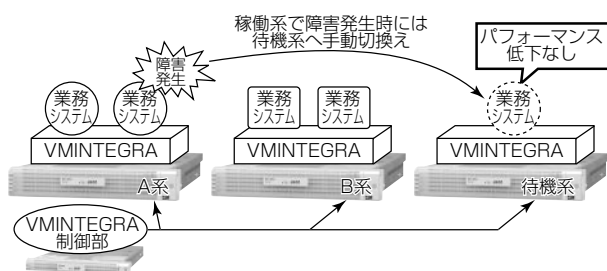 稼働系で障害発生時には
待機系へ手動切換え
パフォーマンス
低下なし
障害
発生
業務
システム
業務
システム
業務
システム
業務
システム
業務
システム
VMINTEGRA
VMINTEGRA
VMINTEGRA
A系
B系
待機系
VMINTEGRA
制御部